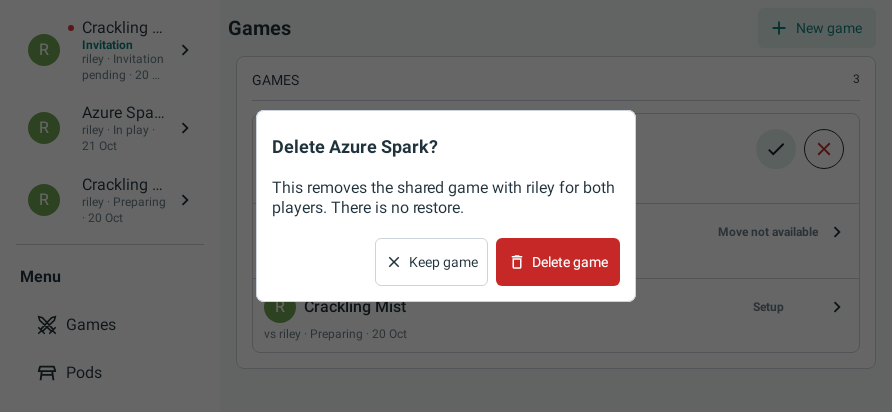 Crackling ...
R
Invitation
riley · Invitation
pending · 20 ...
Azure Spa...
R
riley · In play ·
21 Oct
Crackling ...
R
riley · Preparing
· 20 Oct
Menu
Games
Pods
Games
New game
GAMES
3
Move not available
R
Crackling Mist
Setup
vs riley · Preparing · 20 Oct
Delete Azure Spark?
This removes the shared game with riley for both
players. There is no restore.
Keep game
Delete game